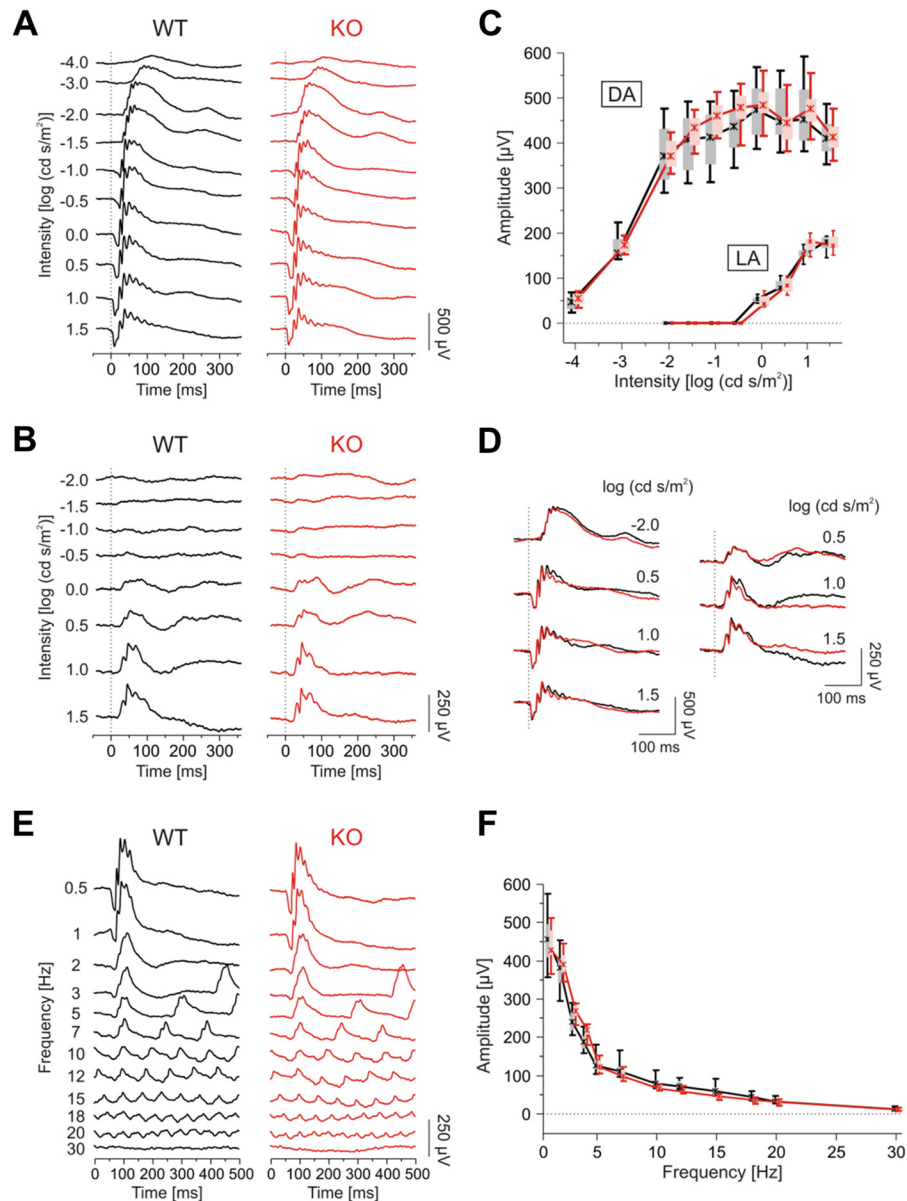 A
WT
KO
Intensity [log (cd s/m²)]
-4.0
-3.0
-2.0
-1.5
-1.0
-0.5
0.0
0.5
1.0
1.5
500 µV
0 100 200 300
0 100 200 300
Time [ms]
Time [ms]
C
Amplitude [µV]
600
500
400
300
200
100
0
DA
LA
-4 -3 -2 -1 0 1
Intensity [log (cd s/m²)]
B
WT
KO
Intensity [log (cd s/m²)]
-2.0
-1.5
-1.0
-0.5
0.0
0.5
1.0
1.5
250 µV
0 100 200 300
0 100 200 300
Time [ms]
Time [ms]
D
log (cd s/m²)
-2.0
0.5
1.0
1.5
500 µV
100 ms
log (cd s/m²)
0.5
1.0
1.5
250 µV
100 ms
E
WT
KO
Frequency [Hz]
0.5
1
2
3
5
7
10
12
15
18
20
30
250 µV
0 100 200 300 400 500
0 100 200 300 400 500
Time [ms]
Time [ms]
F
Amplitude [µV]
600
500
400
300
200
100
0
0 5 10 15 20 25 30
Frequency [Hz]